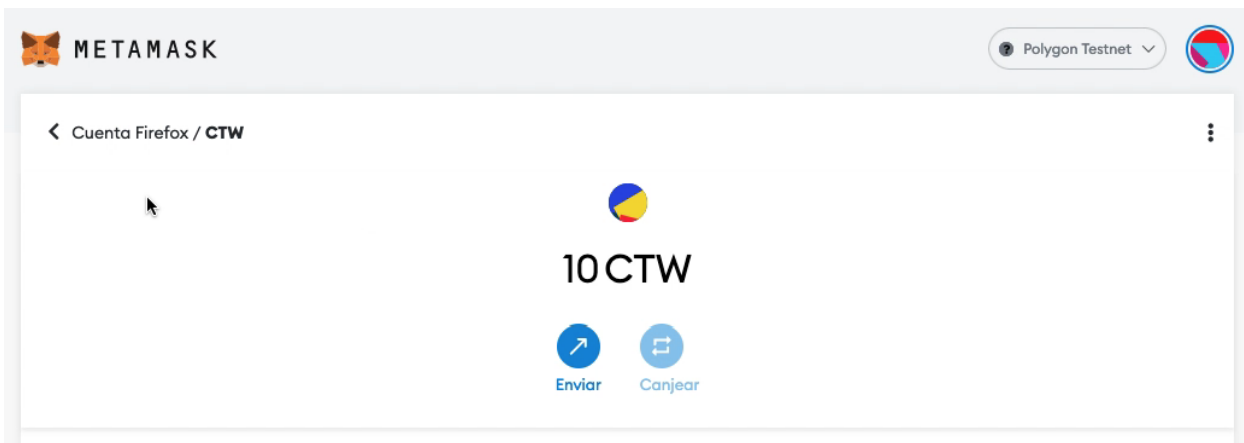 METAMASK
? Polygon Testnet
Cuenta Firefox / CTW
10 CTW
Enviar Canjear